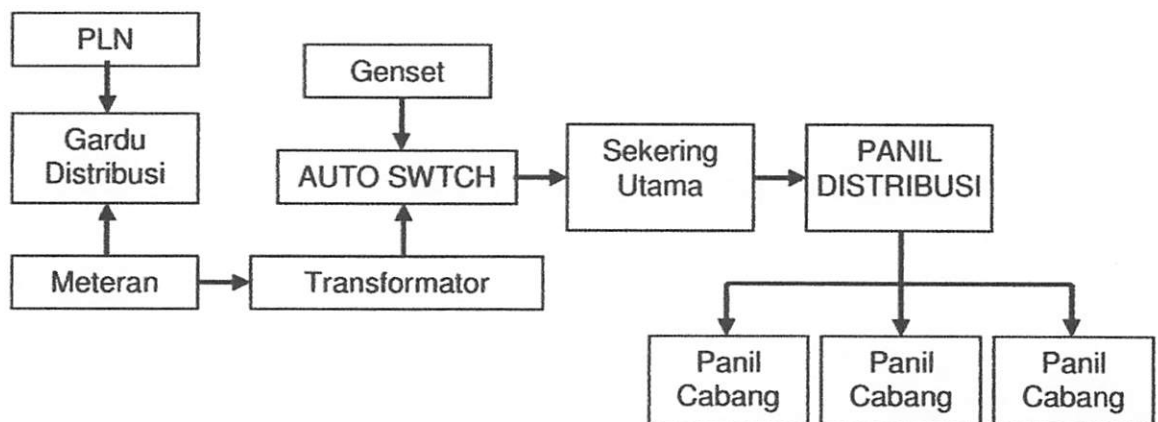 PLN
Genset
Gardu
Distribusi
AUTO SWTCH
Sekering
Utama
PANIL
DISTRIBUSI
Meteran
Transformator
Panil
Cabang
Panil
Cabang
Panil
Cabang